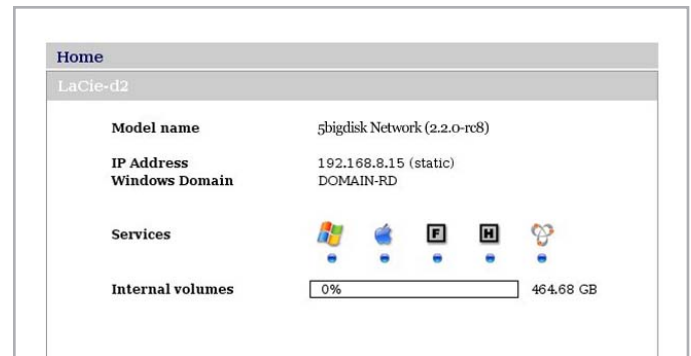 Home
LaCie-d2
Model name 5bigdisk Network (2.2.0-rc8)
IP Address 192.168.8.15 (static)
Windows Domain DOMAIN-RD
Services F H
Internal volumes 0% 464.68 GB